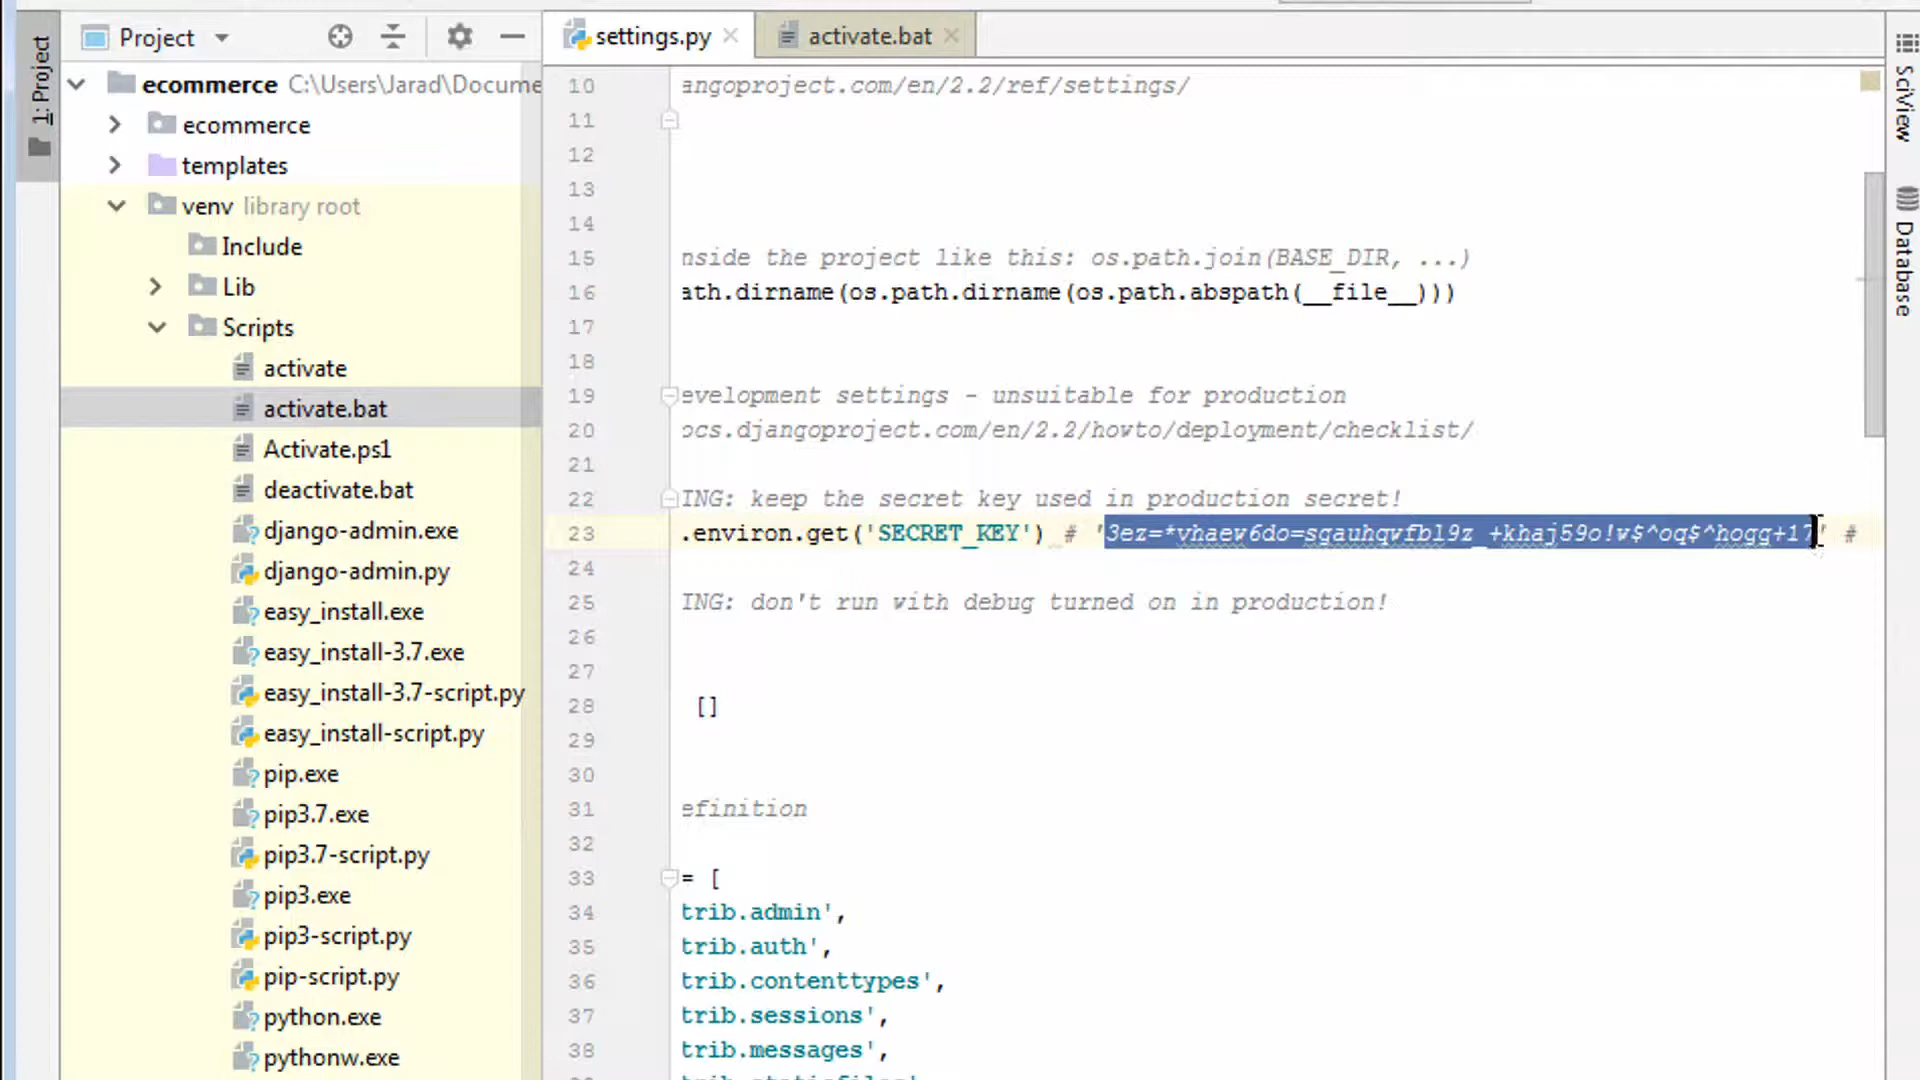 1: Project
Project
ecommerce C:\Users\Jarad\Docume
ecommerce
templates
venv library root
Include
Lib
Scripts
activate
activate.bat
Activate.ps1
deactivate.bat
django-admin.exe
django-admin.py
easy_install.exe
easy_install-3.7.exe
easy_install-3.7-script.py
easy_install-script.py
pip.exe
pip3.7.exe
pip3.7-script.py
pip3.exe
pip3-script.py
pip-script.py
python.exe
pythonw.exe
settings.py
activate.bat
10 angoproject.com/en/2.2/ref/settings/
11
12
13
14
15 nside the project like this: os.path.join(BASE_DIR, ...)
16 ath.dirname(os.path.dirname(os.path.abspath(__file__)))
17
18
19 evelopment settings - unsuitable for production
20 ocs.djangoproject.com/en/2.2/howto/deployment/checklist/
21
22 ING: keep the secret key used in production secret!
23 .environ.get('SECRET_KEY') # '3ez=*vhaew6do=sgauhqwfbl9z_+khaj59o!w$^oq$^hogg+17' #
24
25 ING: don't run with debug turned on in production!
26
27
28 []
29
30
31 efinition
32
33 = [
34 trib.admin',
35 trib.auth',
36 trib.contenttypes',
37 trib.sessions',
38 trib.messages',
SciView
Database